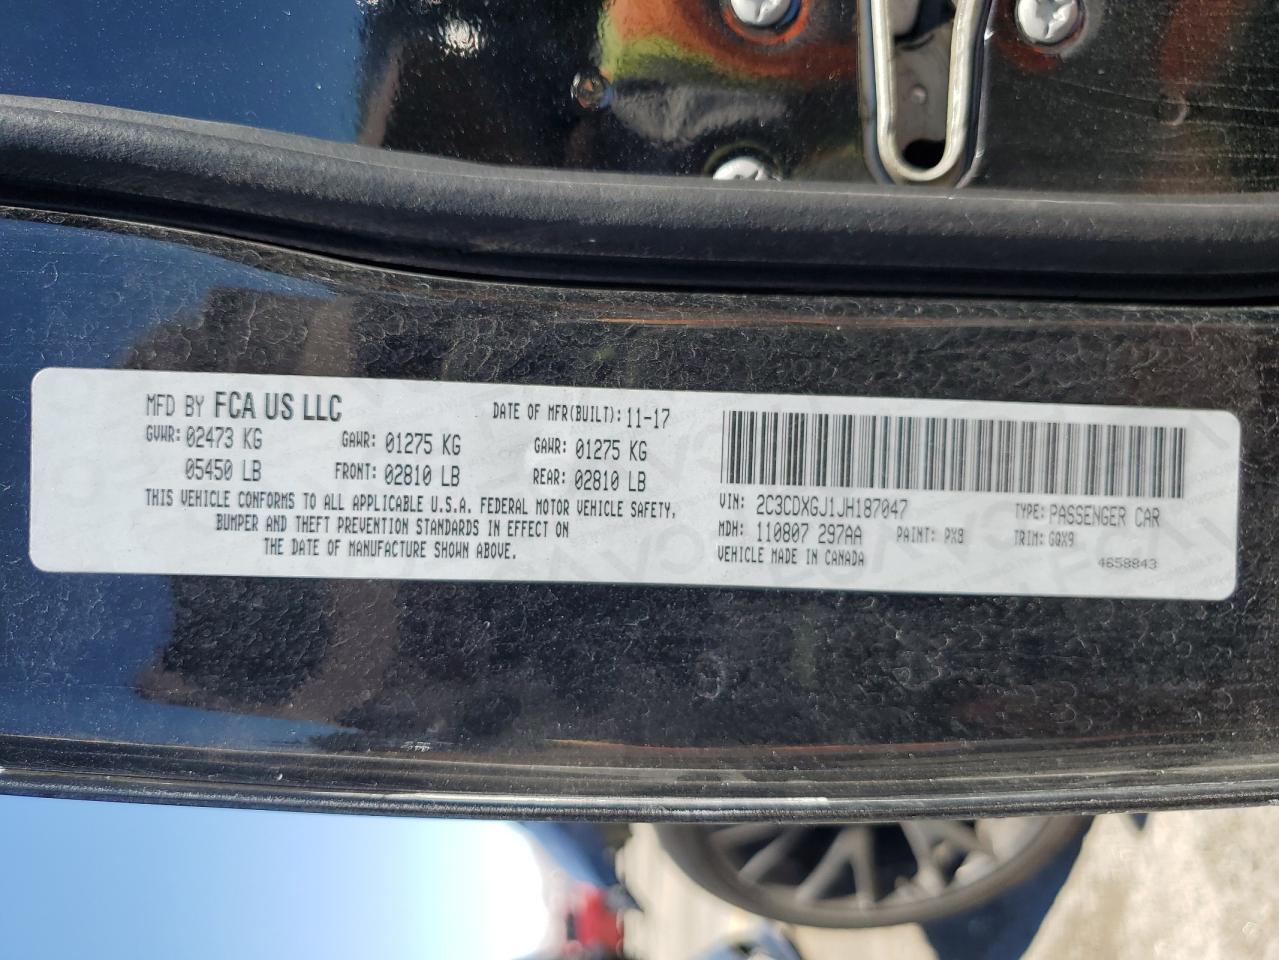 MFD BY FCA US LLC DATE OF MFR(BUILT): 11-17
GVWR: 02473 KG GAWR: 01275 KG GAWR: 01275 KG
05450 LB FRONT: 02810 LB REAR: 02810 LB
THIS VEHICLE CONFORMS TO ALL APPLICABLE U.S.A. FEDERAL MOTOR VEHICLE SAFETY,
BUMPER AND THEFT PREVENTION STANDARDS IN EFFECT ON
THE DATE OF MANUFACTURE SHOWN ABOVE.
VIN: 2C3CDXGJ1JH187047 TYPE: PASSENGER CAR
MDH: 110807 297AA PAINT: PX8 TRIM: GQX9
VEHICLE MADE IN CANADA 4658843